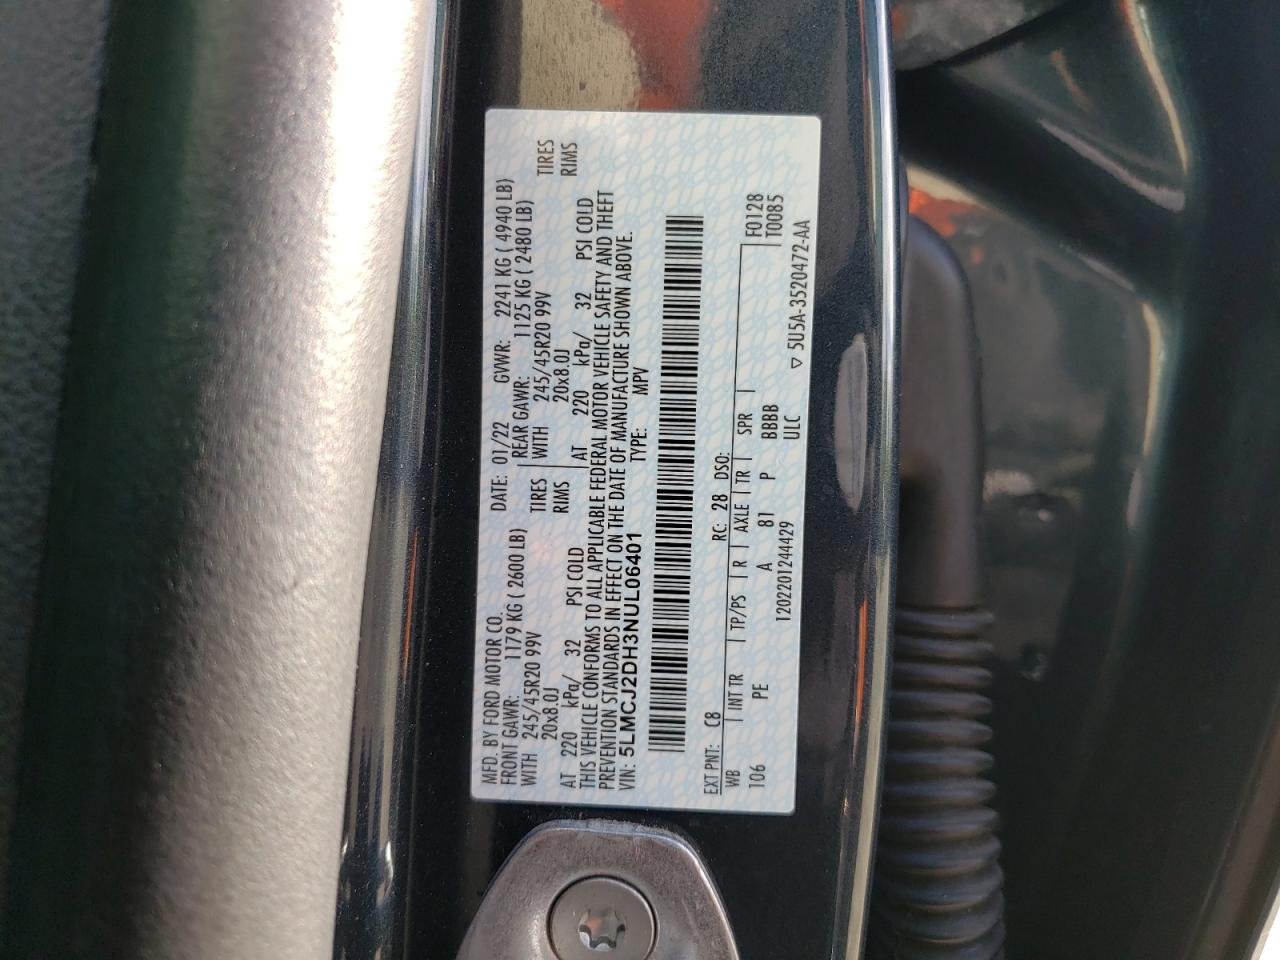 MFD. BY FORD MOTOR CO.
DATE: 01/22 GVWR: 2241 KG ( 4940 LB)
FRONT GAWR: 1179 KG ( 2600 LB)
REAR GAWR: 1125 KG ( 2480 LB)
WITH 245/45R20 99V TIRES
WITH 245/45R20 99V TIRES
20x8.0J RIMS
20x8.0J RIMS
AT 220 kPa/ 32 PSI COLD
AT 220 kPa/ 32 PSI COLD
THIS VEHICLE CONFORMS TO ALL APPLICABLE FEDERAL MOTOR VEHICLE SAFETY AND THEFT
PREVENTION STANDARDS IN EFFECT ON THE DATE OF MANUFACTURE SHOWN ABOVE.
VIN: 5LMCJ2DH3NUL06401 TYPE: MPV
EXT PNT: C8 RC: 28 DSO:
WB INT TR TP/PS R AXLE TR SPR F0128
106 PE A 81 P BBBB T0085
1202201244429 ULC
▽ 5U5A-3520472-AA